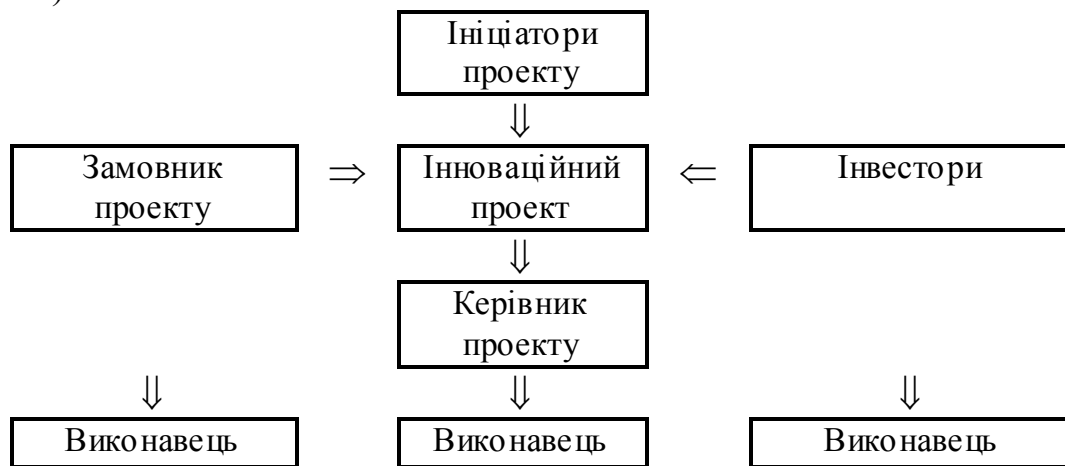 )
Ініціатори
проекту
⇓
Замовник
проекту
⇒
Інноваційний
проект
⇐
Інвестори
⇓
Керівник
проекту
⇓ ⇓ ⇓
Виконавець Виконавець Виконавець